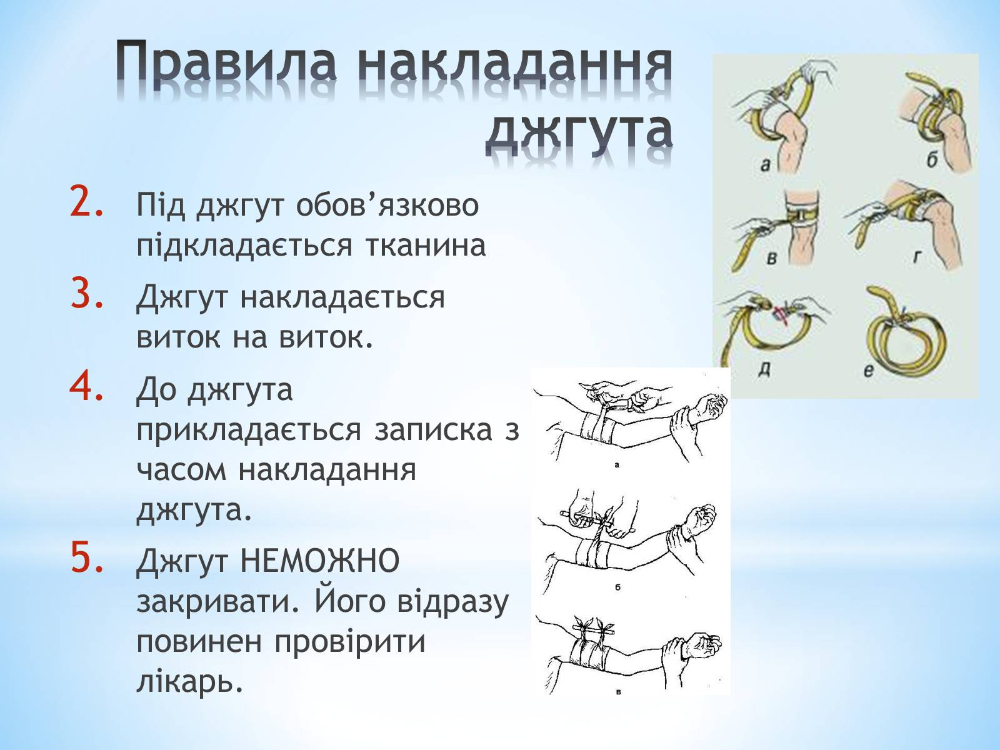 Правила накладання
джгута
2. Під джгут обов’язково
підкладається тканина
3. Джгут накладається
виток на виток.
4. До джгута
прикладається записка з
часом накладання
джгута.
5. Джгут НЕМОЖНО
закривати. Його відразу
повинен провірити
лікарь.
а
б
в
г
д
е
а
б
в